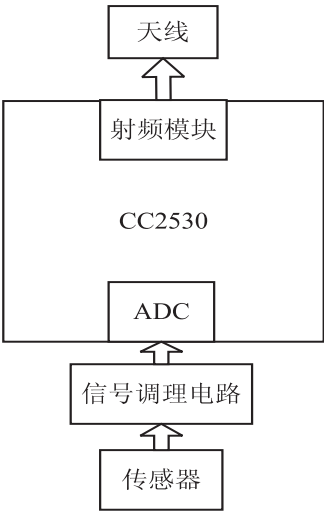 天线
射频模块
CC2530
ADC
信号调理电路
传感器